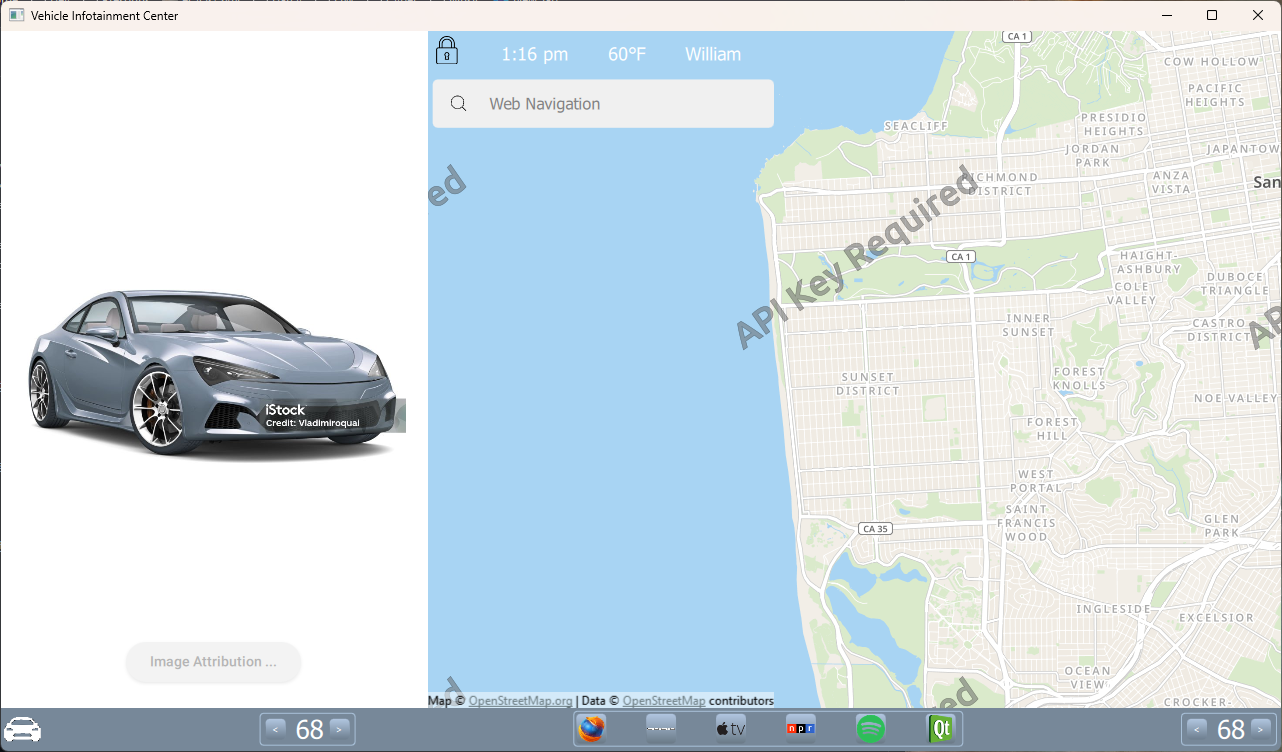 Vehicle Infotainment Center
1:16 pm 60°F William
Web Navigation
CA 1
COW HOLLOW
PACIFIC
HEIGHTS
PRESIDIO
HEIGHTS
SEACLIFF
JORDAN
PARK
JAPANTOW
ANZA
VISTA
RICHMOND
DISTRICT
San
ed
API Key Required
AP
CA 1
HAIGHT-
ASHBURY
DUBOCE
TRIANGLE
COLE
VALLEY
INNER
SUNSET
CASTRO
DISTRICT
SUNSET
DISTRICT
FOREST
KNOLLS
NOE VALLEY
FOREST
HILL
WEST
PORTAL
SAINT
FRANCIS
WOOD
GLEN
PARK
CA 35
INGLESIDE
EXCELSIOR
OCEAN
VIEW
CROCKER-
ed
iStock
Credit: Vladimiroquai
Image Attribution ...
Map © OpenStreetMap.org | Data © OpenStreetMap contributors
< 68 >
tv
npr
Qt
< 68 >